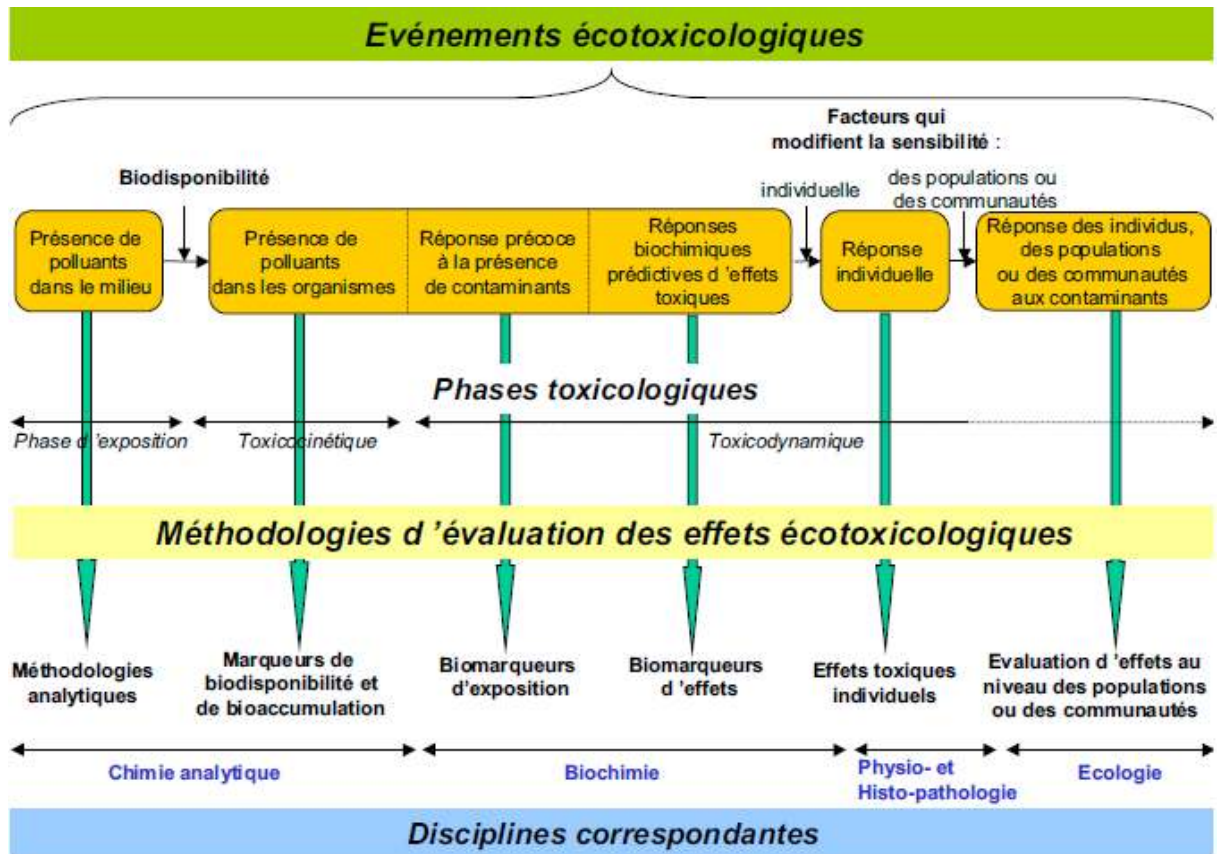 Evénements écotoxicologiques
Facteurs qui
modifient la sensibilité :
Biodisponibilité
individuelle
des populations ou
des communautés
Présence de
polluants
dans le milieu
Présence de
polluants
dans les organismes
Réponse précoce
à la présence
de contaminants
Réponses
biochimiques
prédictives d 'effets
toxiques
Réponse
individuelle
Réponse des individus,
des populations
ou des communautés
aux contaminants
Phases toxicologiques
Phase d 'exposition
Toxicocinétique
Toxicodynamique
Méthodologies d 'évaluation des effets écotoxicologiques
Méthodologies
analytiques
Marqueurs de
biodisponibilité et
de bioaccumulation
Biomarqueurs
d'exposition
Biomarqueurs
d 'effets
Effets toxiques
individuels
Evaluation d 'effets au
niveau des populations
ou des communautés
Chimie analytique
Biochimie
Physio- et
Histo-pathologie
Ecologie
Disciplines correspondantes